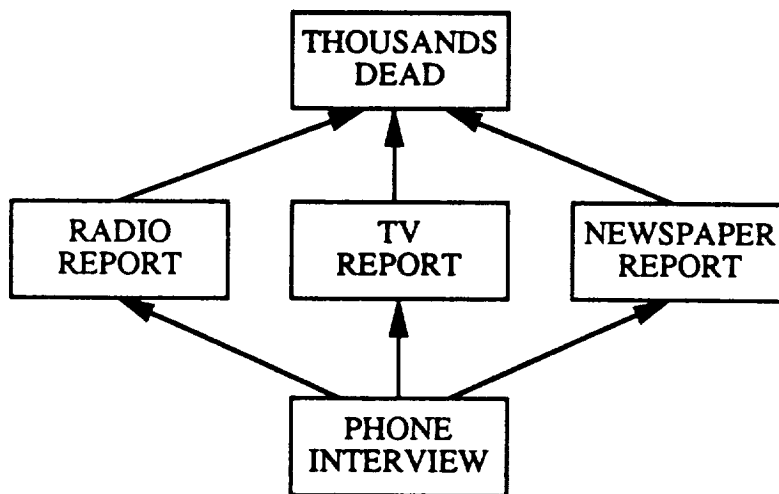 THOUSANDS
DEAD
RADIO
REPORT
TV
REPORT
NEWSPAPER
REPORT
PHONE
INTERVIEW